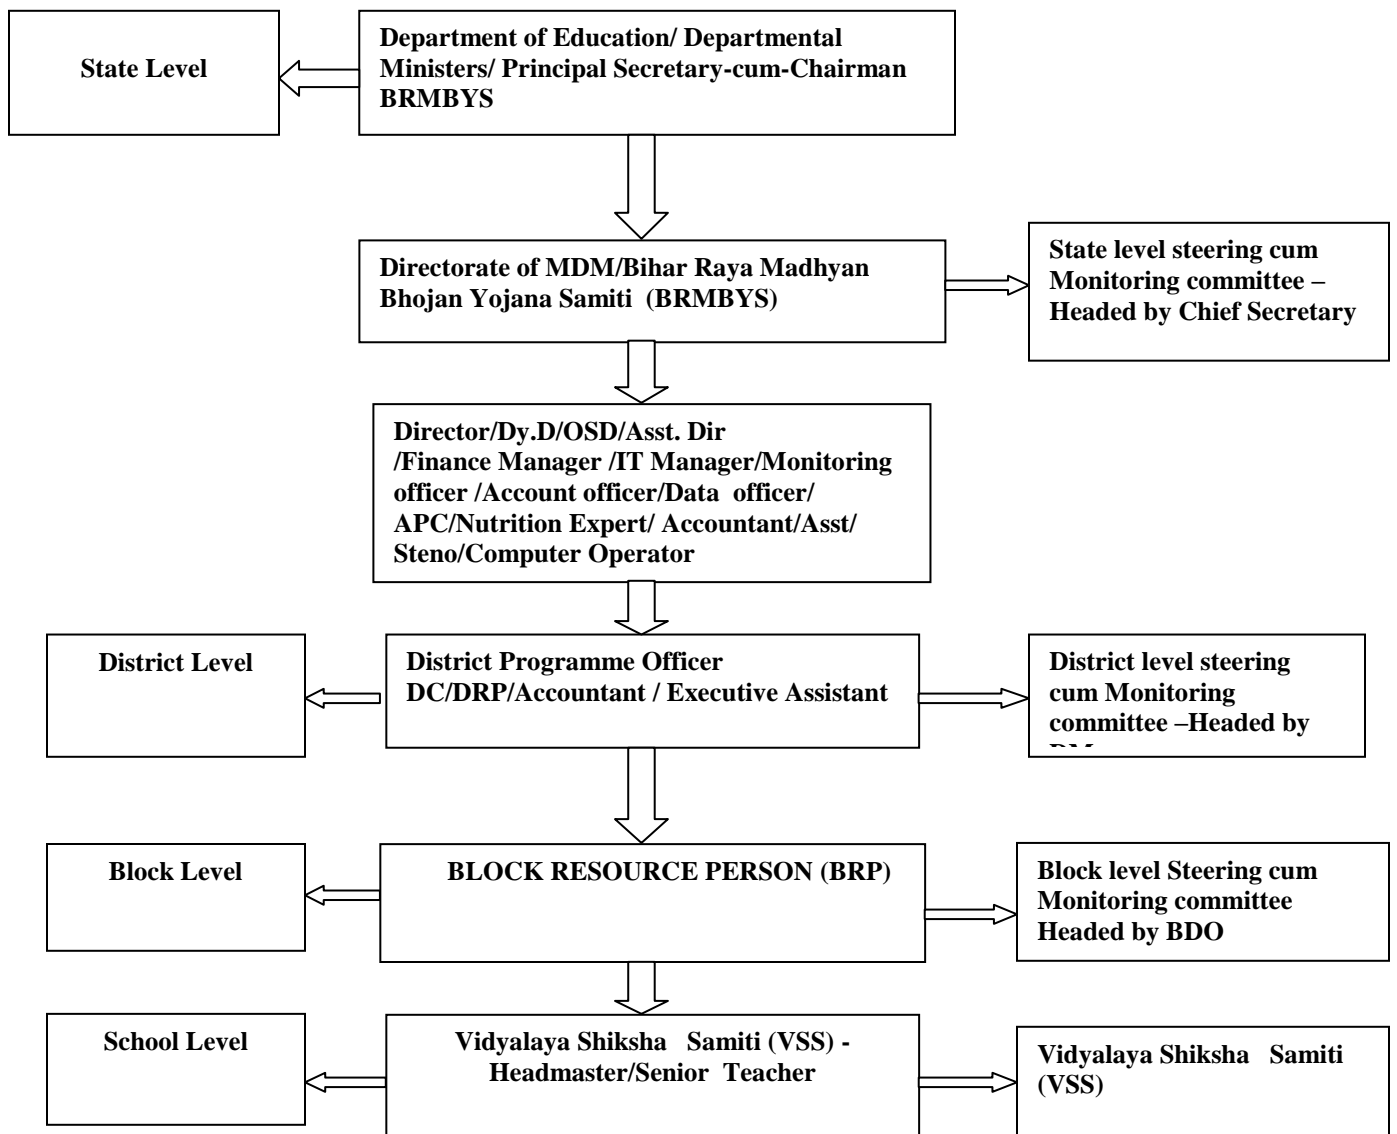 State Level
Department of Education/ Departmental
Ministers/ Principal Secretary-cum-Chairman
BRMBYS
Directorate of MDM/Bihar Raya Madhyan
Bhojan Yojana Samiti (BRMBYS)
State level steering cum
Monitoring committee –
Headed by Chief Secretary
Director/Dy.D/OSD/Asst. Dir
/Finance Manager /IT Manager/Monitoring
officer /Account officer/Data officer/
APC/Nutrition Expert/ Accountant/Asst/
Steno/Computer Operator
District Level
District Programme Officer
DC/DRP/Accountant / Executive Assistant
District level steering
cum Monitoring
committee –Headed by
Block Level
BLOCK RESOURCE PERSON (BRP)
Block level Steering cum
Monitoring committee
Headed by BDO
School Level
Vidyalaya Shiksha Samiti (VSS) -
Headmaster/Senior Teacher
Vidyalaya Shiksha Samiti
(VSS)